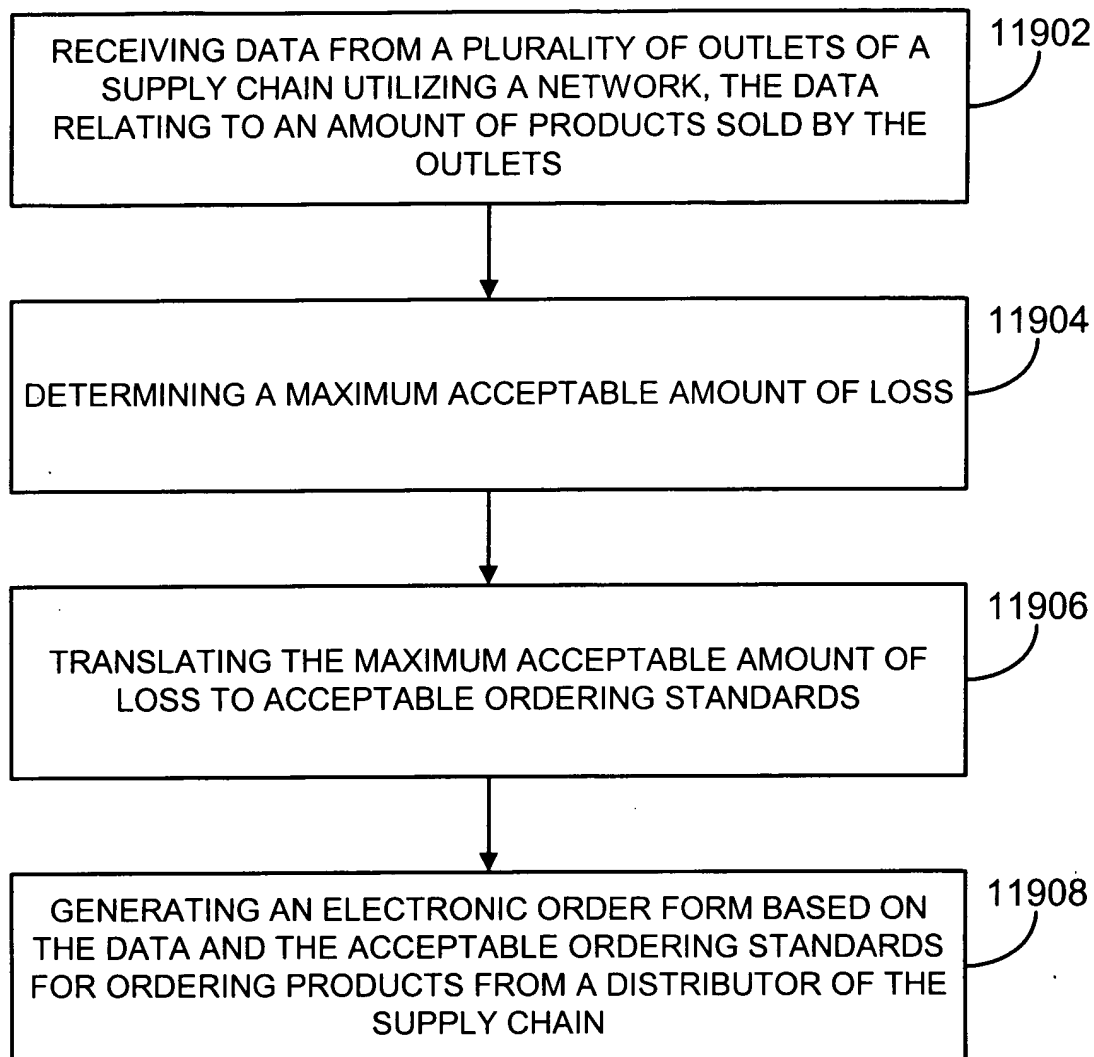 RECEIVING DATA FROM A PLURALITY OF OUTLETS OF A
SUPPLY CHAIN UTILIZING A NETWORK, THE DATA
RELATING TO AN AMOUNT OF PRODUCTS SOLD BY THE
OUTLETS
11902
DETERMINING A MAXIMUM ACCEPTABLE AMOUNT OF LOSS
11904
TRANSLATING THE MAXIMUM ACCEPTABLE AMOUNT OF
LOSS TO ACCEPTABLE ORDERING STANDARDS
11906
GENERATING AN ELECTRONIC ORDER FORM BASED ON
THE DATA AND THE ACCEPTABLE ORDERING STANDARDS
FOR ORDERING PRODUCTS FROM A DISTRIBUTOR OF THE
SUPPLY CHAIN
11908